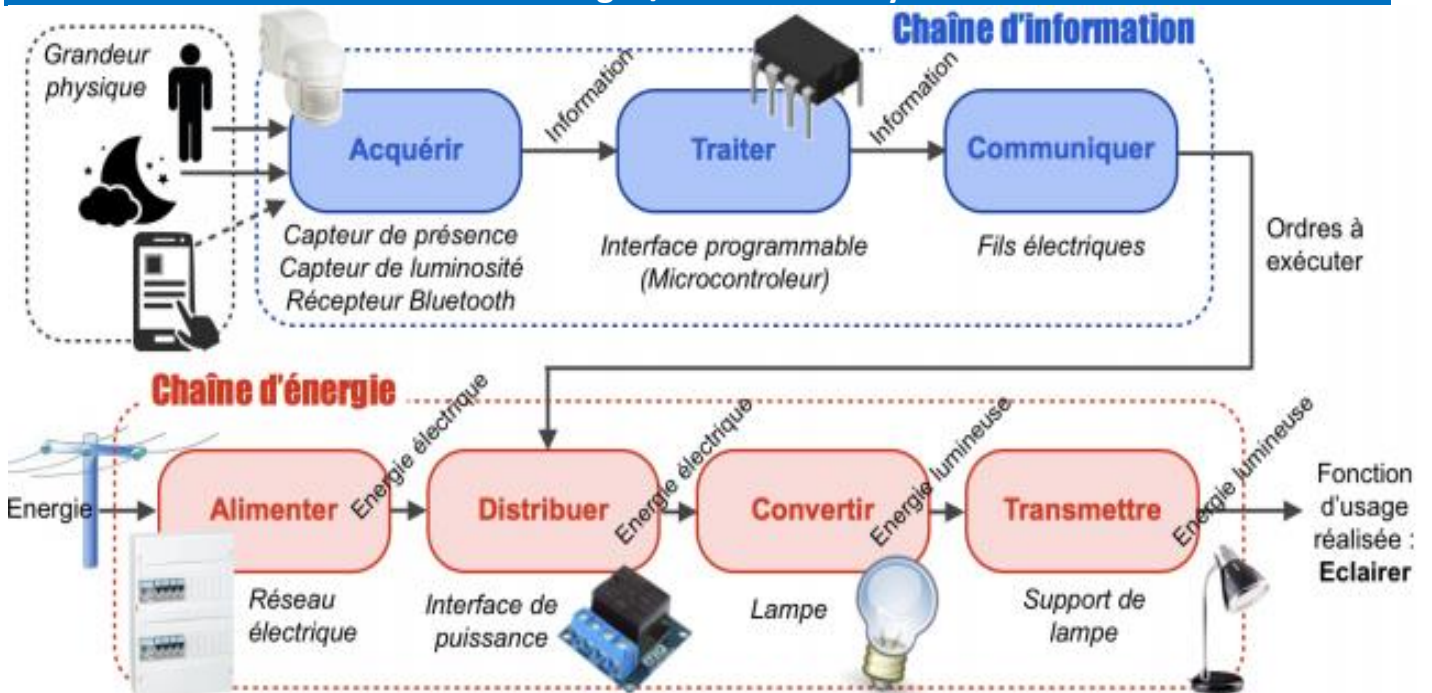 Chaîne d'information
Grandeur
physique
Acquérir
Information
Traiter
Information
Communiquer
Capteur de présence
Capteur de luminosité
Récepteur Bluetooth
Interface programmable
(Microcontroleur)
Fils électriques
Ordres à
exécuter
Chaîne d'énergie
Energie
Alimenter
Energie électrique
Distribuer
Energie électrique
Convertir
Energie lumineuse
Transmettre
Energie lumineuse
Fonction
d'usage
réalisée :
Eclairer
Réseau
électrique
Interface de
puissance
Lampe
Support de
lampe